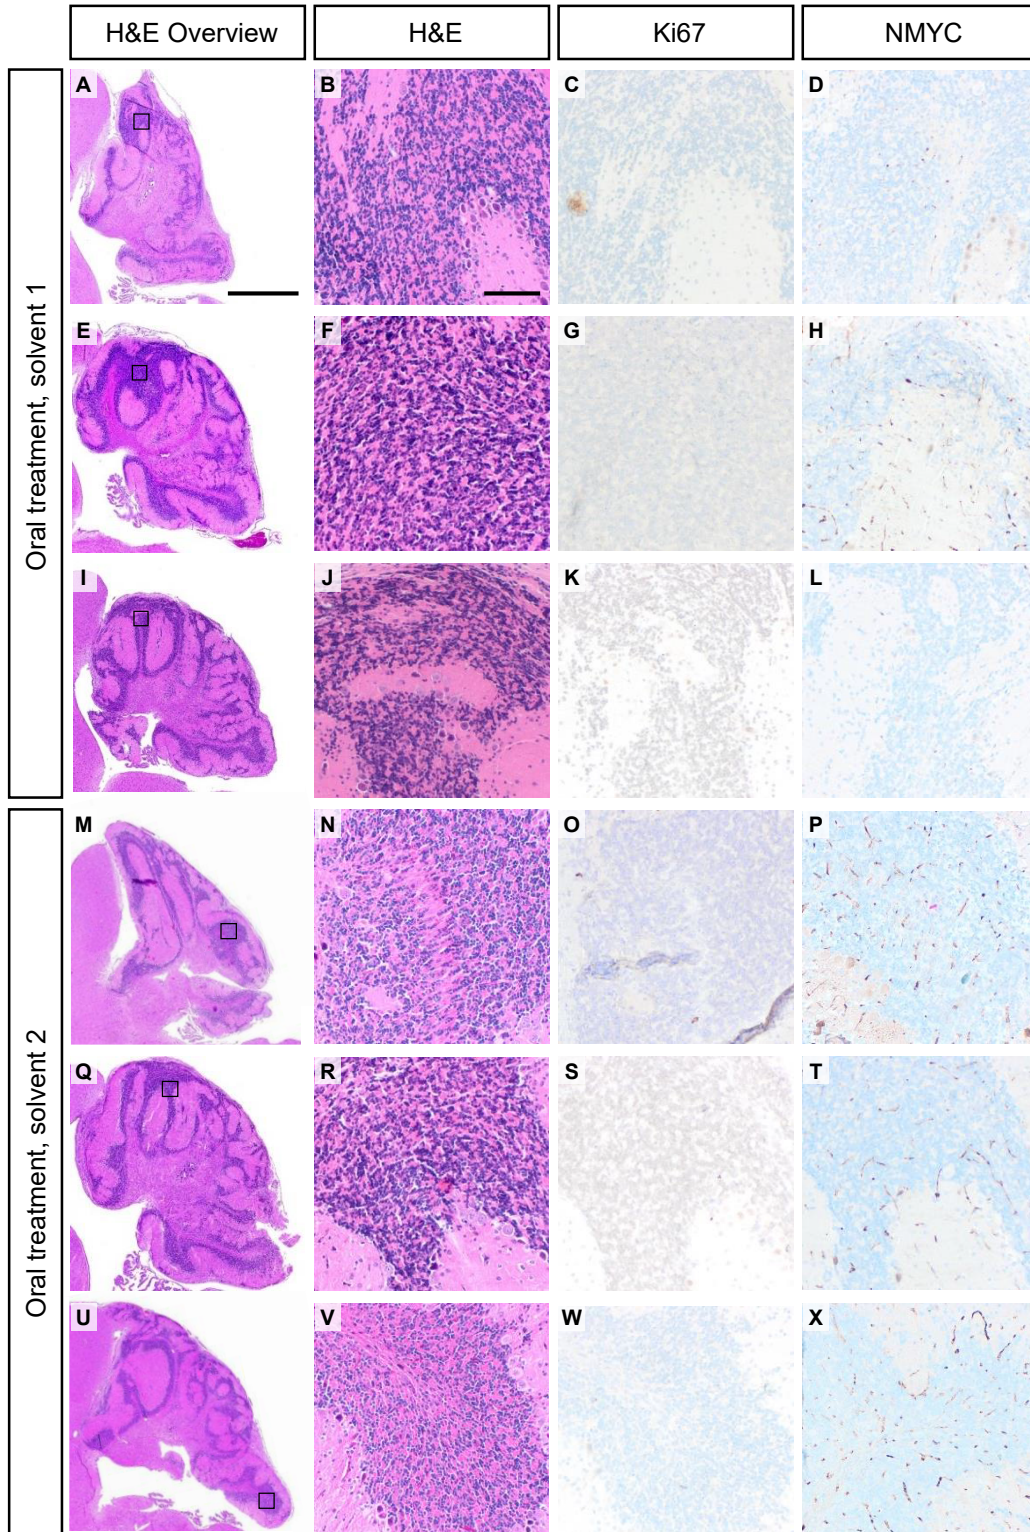 H&E Overview
H&E
Ki67
NMYC
Oral treatment, solvent 1
A
B
C
D
E
F
G
H
I
J
K
L
Oral treatment, solvent 2
M
N
O
P
Q
R
S
T
U
V
W
X